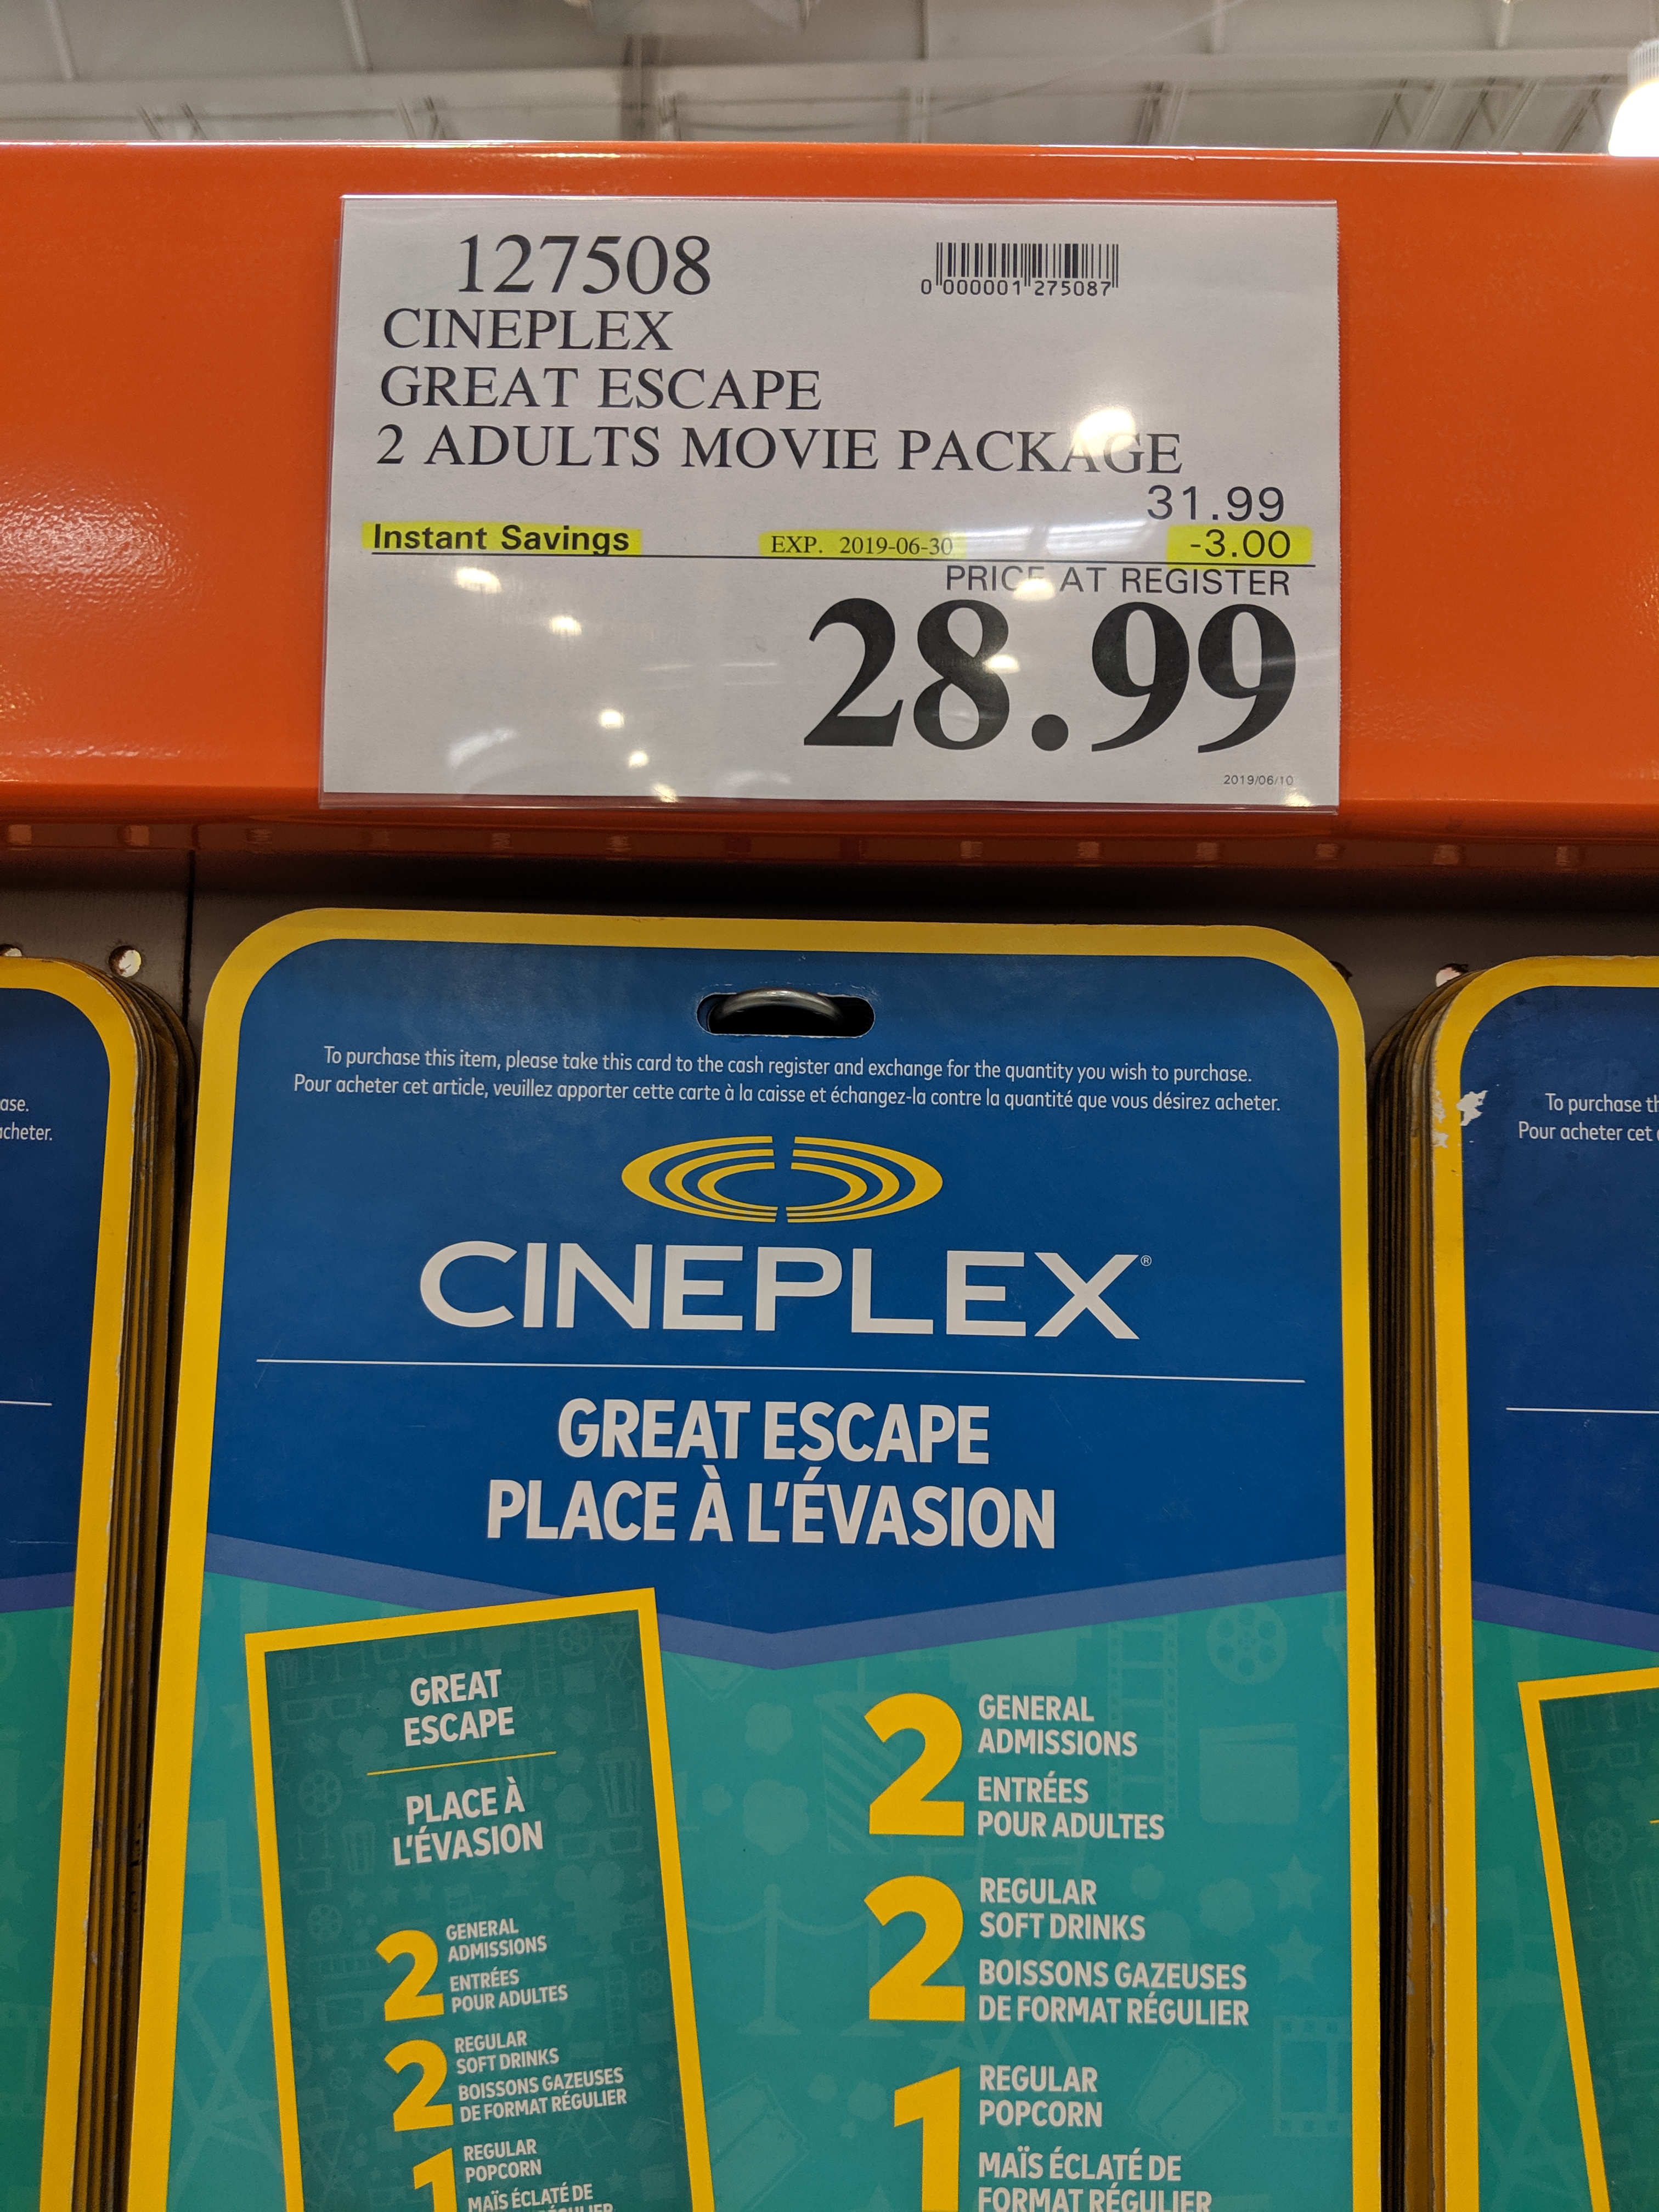 127508
0 000001 275087
CINEPLEX
GREAT ESCAPE
2 ADULTS MOVIE PACKAGE
31.99
Instant Savings EXP. 2019-06-30 -3.00
PRICE AT REGISTER
28.99
2019/06/10
To purchase this item, please take this card to the cash register and exchange for the quantity you wish to purchase.
Pour acheter cet article, veuillez apporter cette carte à la caisse et échangez-la contre la quantité que vous désirez acheter.
CINEPLEX®
GREAT ESCAPE
PLACE À L'ÉVASION
GREAT
ESCAPE
PLACE À
L'ÉVASION
2 GENERAL
ADMISSIONS
ENTRÉES
POUR ADULTES
2 REGULAR
SOFT DRINKS
BOISSONS GAZEUSES
DE FORMAT RÉGULIER
1 REGULAR
POPCORN
MAÏS ÉCLATÉ DE
2 GENERAL
ADMISSIONS
ENTRÉES
POUR ADULTES
2 REGULAR
SOFT DRINKS
BOISSONS GAZEUSES
DE FORMAT RÉGULIER
1 REGULAR
POPCORN
MAÏS ÉCLATÉ DE
FORMAT RÉGULIER
ase.
cheter.
To purchase th
Pour acheter cet